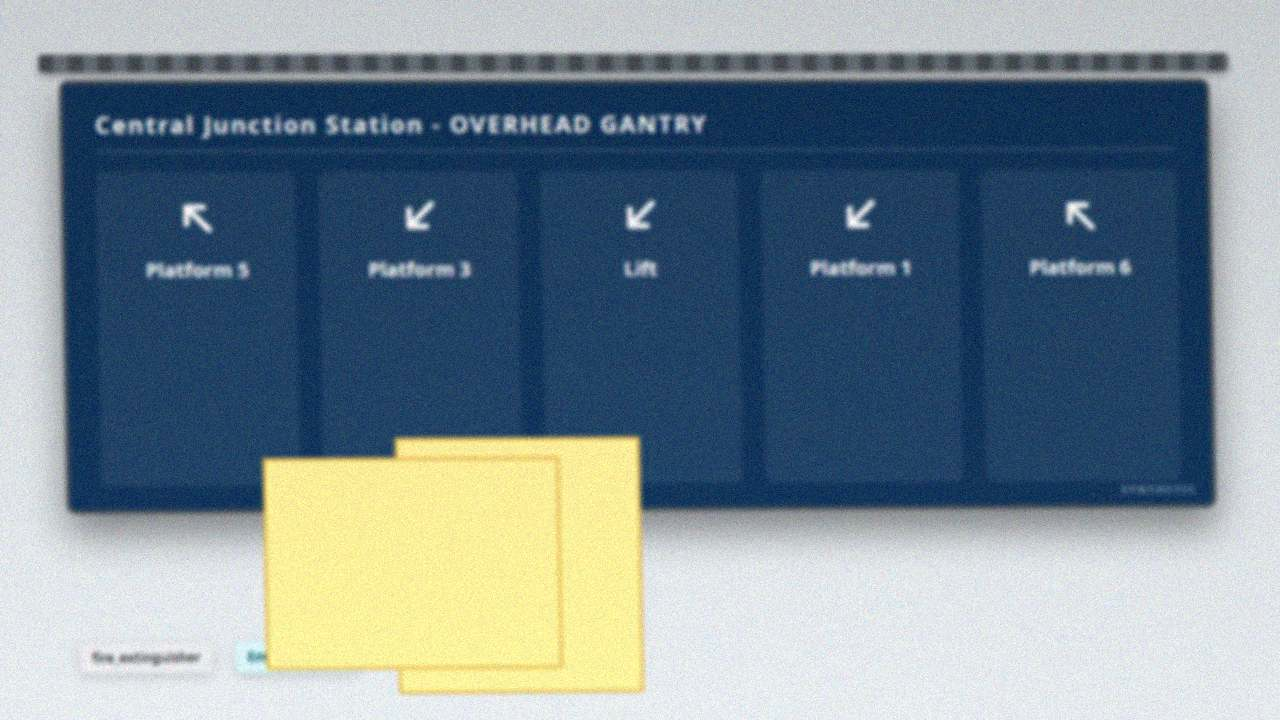 Central Junction Station - OVERHEAD GANTRY
↖ ↙ ↙ ↙ ↖
Platform 5 Platform 3 Lift Platform 1 Platform 6
fire extinguisher